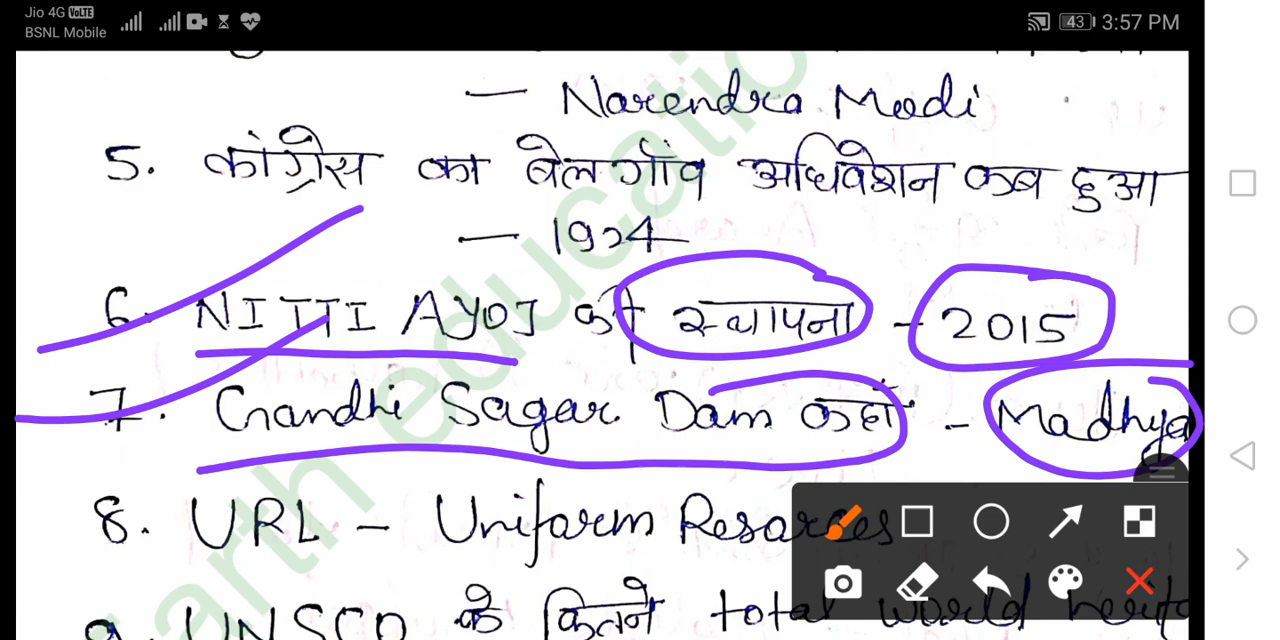 Jio 4G VoLTE
BSNL Mobile
43 3:57 PM
— Narendra Modi
5. कांग्रेस का बेलगाँव अधिवेशन कब हुआ
— 1924
6. NITTI AYOJ की स्थापना - 2015
7. Gandhi Sagar Dam कहाँ - Madhya
8. URL - Uniform Resources
9. UNSCO के कितने total world herita
arth education